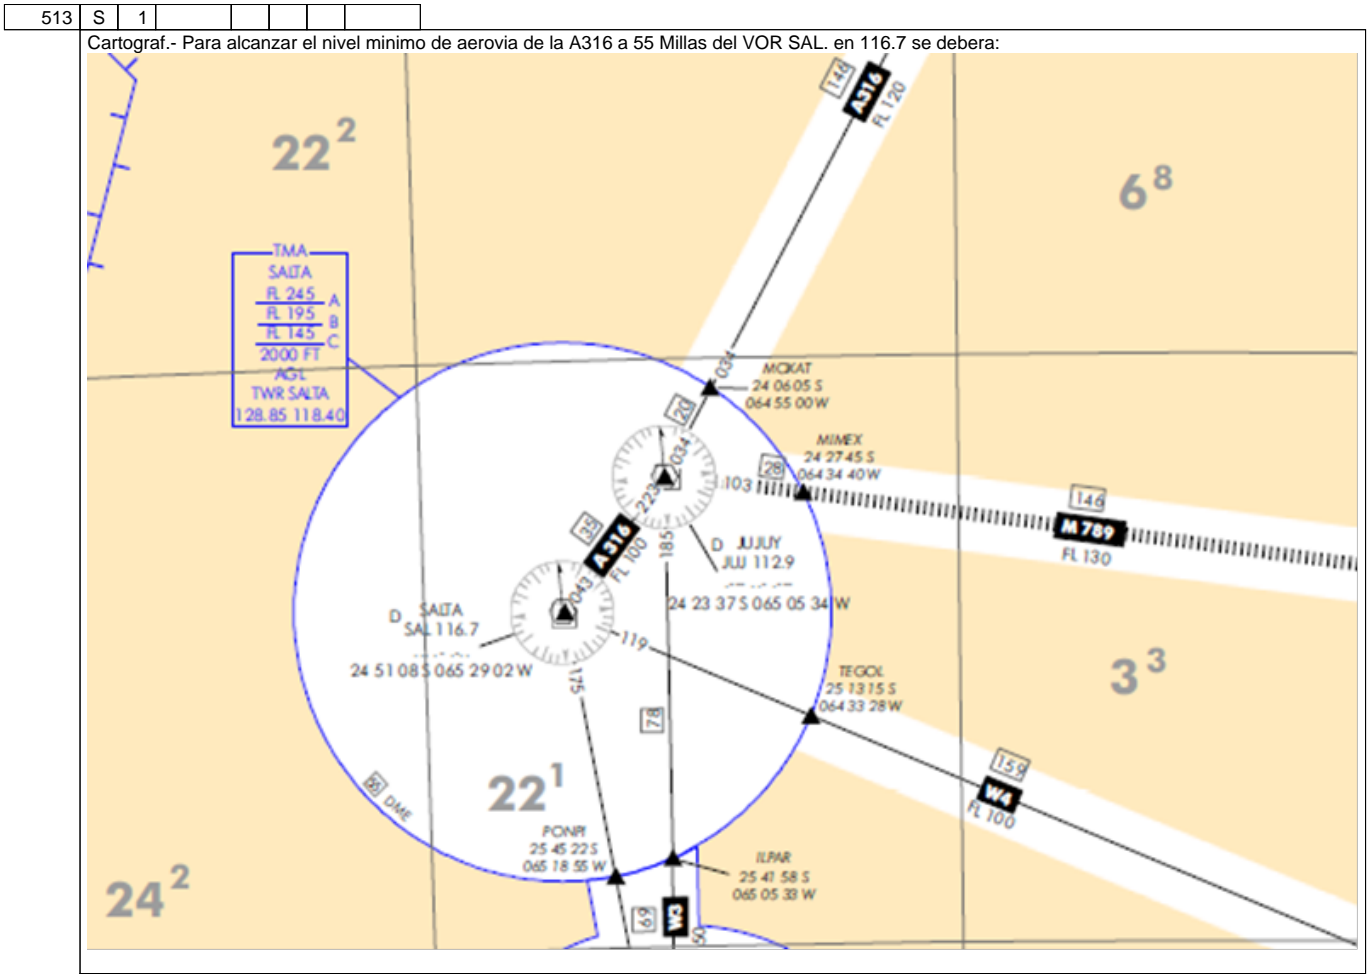 513 S 1
Cartograf.- Para alcanzar el nivel minimo de aerovia de la A316 a 55 Millas del VOR SAL. en 116.7 se debera:
146
A316
FL 120
22 2
6 8
TMA
SALTA
FL 245
A
FL 195
B
FL 145
C
2000 FT
AGL
TWR SALTA
128.85 118.40
034
MOKAT
24 06 05 S
064 55 00 W
20
034
MIMEX
24 27 45 S
064 34 40 W
28
103
146
M 789
FL 130
223
35
A 316
FL 100
043
185
D JUJUY
JUJ 112.9
24 23 37 S 065 05 34 W
D SALTA
SAL 116.7
24 51 08 S 065 29 02 W
119
175
TEGOL
25 13 15 S
064 33 28 W
3 3
78
159
W4
FL 100
22 1
55 DME
PONPI
25 45 22 S
065 18 55 W
ILPAR
25 41 58 S
065 05 33 W
24 2
69
W3
50